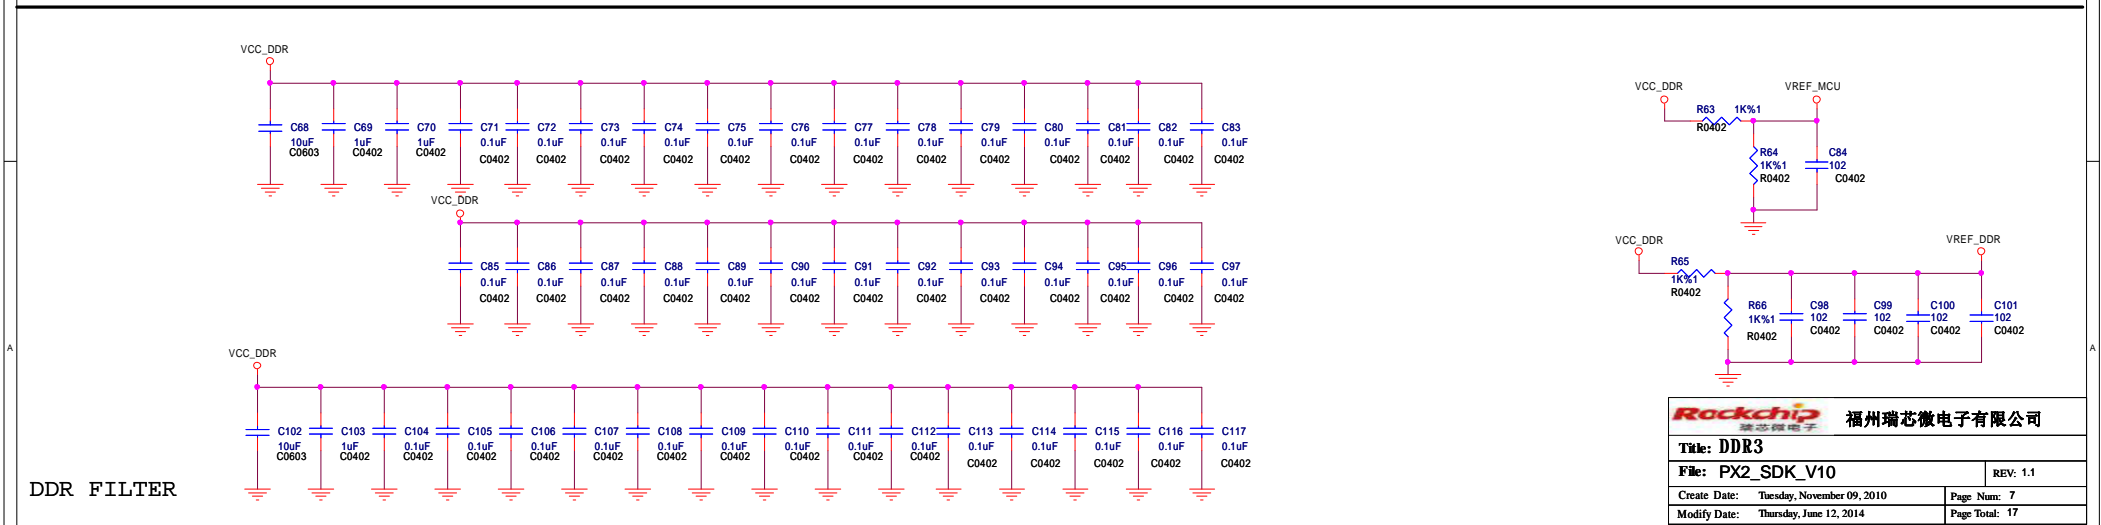 VCC_DDR
C68 C69 C70 C71 C72 C73 C74 C75 C76 C77 C78 C79 C80 C81 C82 C83
10uF 1uF 1uF 0.1uF 0.1uF 0.1uF 0.1uF 0.1uF 0.1uF 0.1uF 0.1uF 0.1uF 0.1uF 0.1uF 0.1uF 0.1uF
C0603 C0402 C0402 C0402 C0402 C0402 C0402 C0402 C0402 C0402 C0402 C0402 C0402 C0402 C0402 C0402
VCC_DDR
C85 C86 C87 C88 C89 C90 C91 C92 C93 C94 C95 C96 C97
0.1uF 0.1uF 0.1uF 0.1uF 0.1uF 0.1uF 0.1uF 0.1uF 0.1uF 0.1uF 0.1uF 0.1uF 0.1uF
C0402 C0402 C0402 C0402 C0402 C0402 C0402 C0402 C0402 C0402 C0402 C0402 C0402
VCC_DDR
C102 C103 C104 C105 C106 C107 C108 C109 C110 C111 C112 C113 C114 C115 C116 C117
10uF 1uF 0.1uF 0.1uF 0.1uF 0.1uF 0.1uF 0.1uF 0.1uF 0.1uF 0.1uF 0.1uF 0.1uF 0.1uF 0.1uF 0.1uF
C0603 C0402 C0402 C0402 C0402 C0402 C0402 C0402 C0402 C0402 C0402 C0402 C0402 C0402 C0402 C0402
DDR FILTER
VCC_DDR VREF_MCU
R63 1K%1
R0402
R64 C84
1K%1 102
R0402 C0402
VCC_DDR VREF_DDR
R65
1K%1
R0402
R66 C98 C99 C100 C101
1K%1 102 102 102 102
R0402 C0402 C0402 C0402 C0402
A A
Rockchip 福州瑞芯微电子有限公司
瑞芯微电子
Title: DDR3
File: PX2_SDK_V10 REV: 1.1
Create Date: Tuesday, November 09, 2010 Page Num: 7
Modify Date: Thursday, June 12, 2014 Page Total: 17